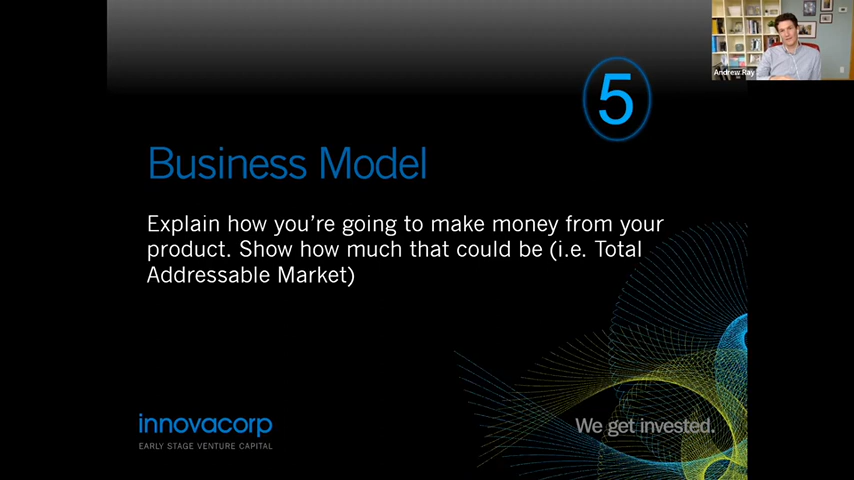 Andrew Ray
5
Business Model
Explain how you're going to make money from your
product. Show how much that could be (i.e. Total
Addressable Market)
innovacorp
EARLY STAGE VENTURE CAPITAL
We get invested.